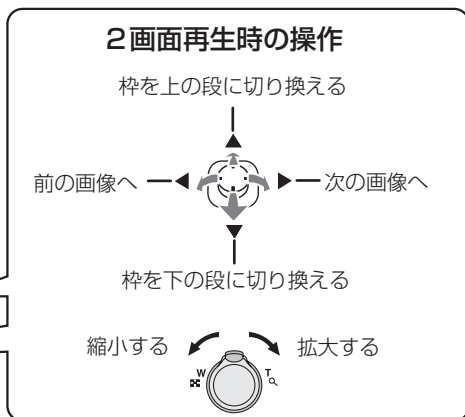 2画面再生時の操作
枠を上の段に切り換える
前の画像へ
次の画像へ
枠を下の段に切り換える
縮小する
拡大する
W
T